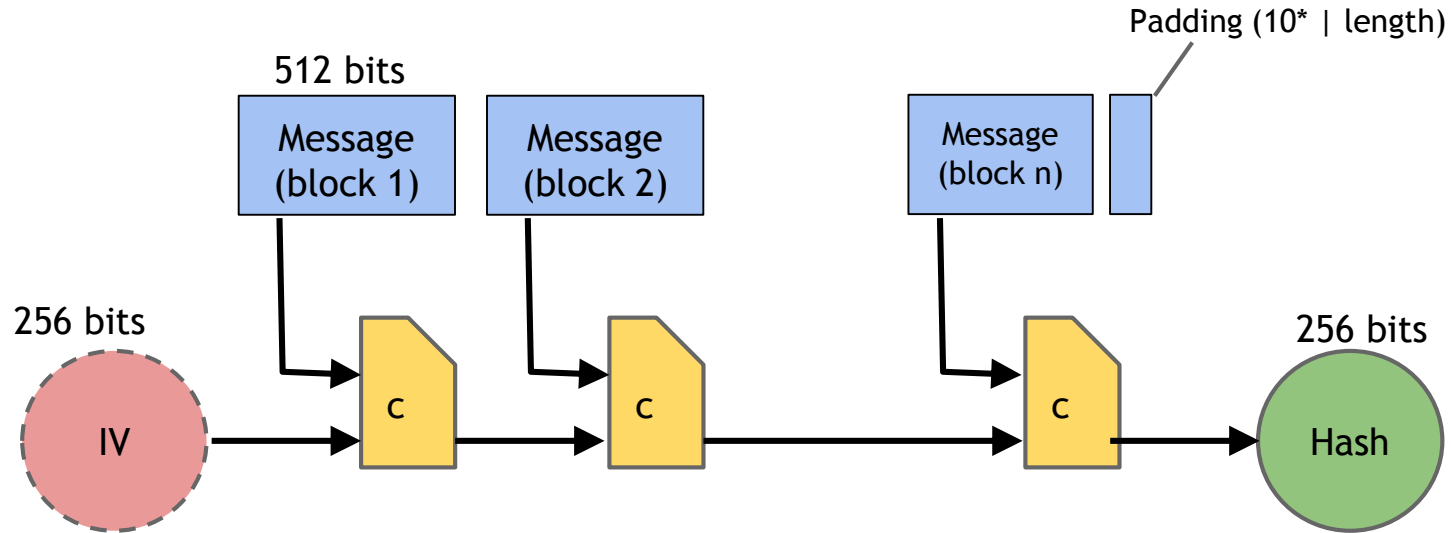 Padding (10* | length)
512 bits
Message
(block 1)
Message
(block 2)
Message
(block n)
256 bits
256 bits
IV
c
c
c
Hash